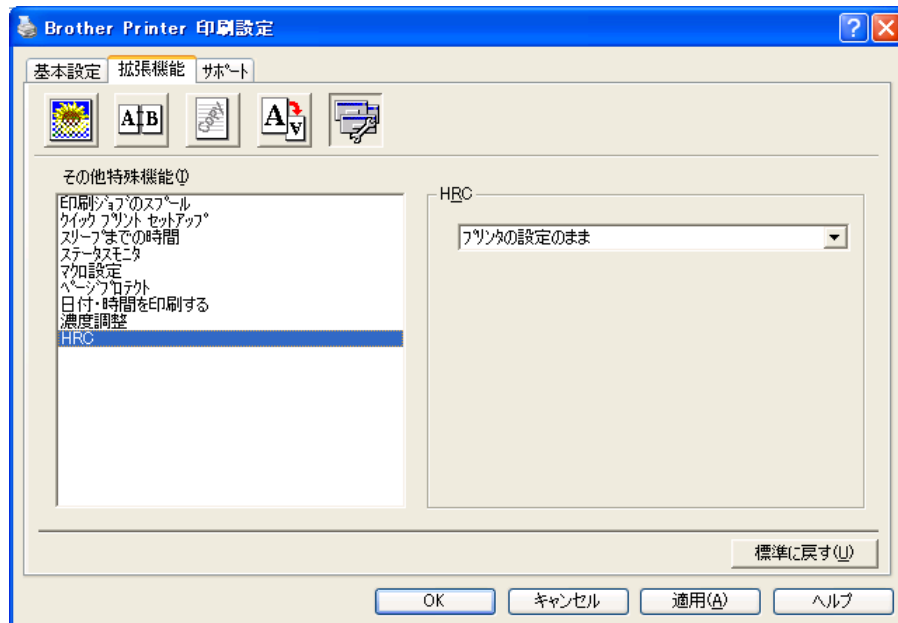 Brother Printer 印刷設定
基本設定 拡張機能 ｻﾎﾟｰﾄ
A B
Copy
A A
その他特殊機能(I)
印刷ｼﾞｮﾌﾞのｽﾌﾟｰﾙ
ｸｲｯｸ ﾌﾟﾘﾝﾄ ｾｯﾄｱｯﾌﾟ
ｽﾘｰﾌﾟまでの時間
ｽﾃｰﾀｽﾓﾆﾀ
ﾏｸﾛ設定
ﾍﾟｰｼﾞﾌﾟﾛﾃｸﾄ
日付・時間を印刷する
濃度調整
HRC
HRC
ﾌﾟﾘﾝﾀの設定のまま
標準に戻す(U)
OK キャンセル 適用(A) ヘルプ